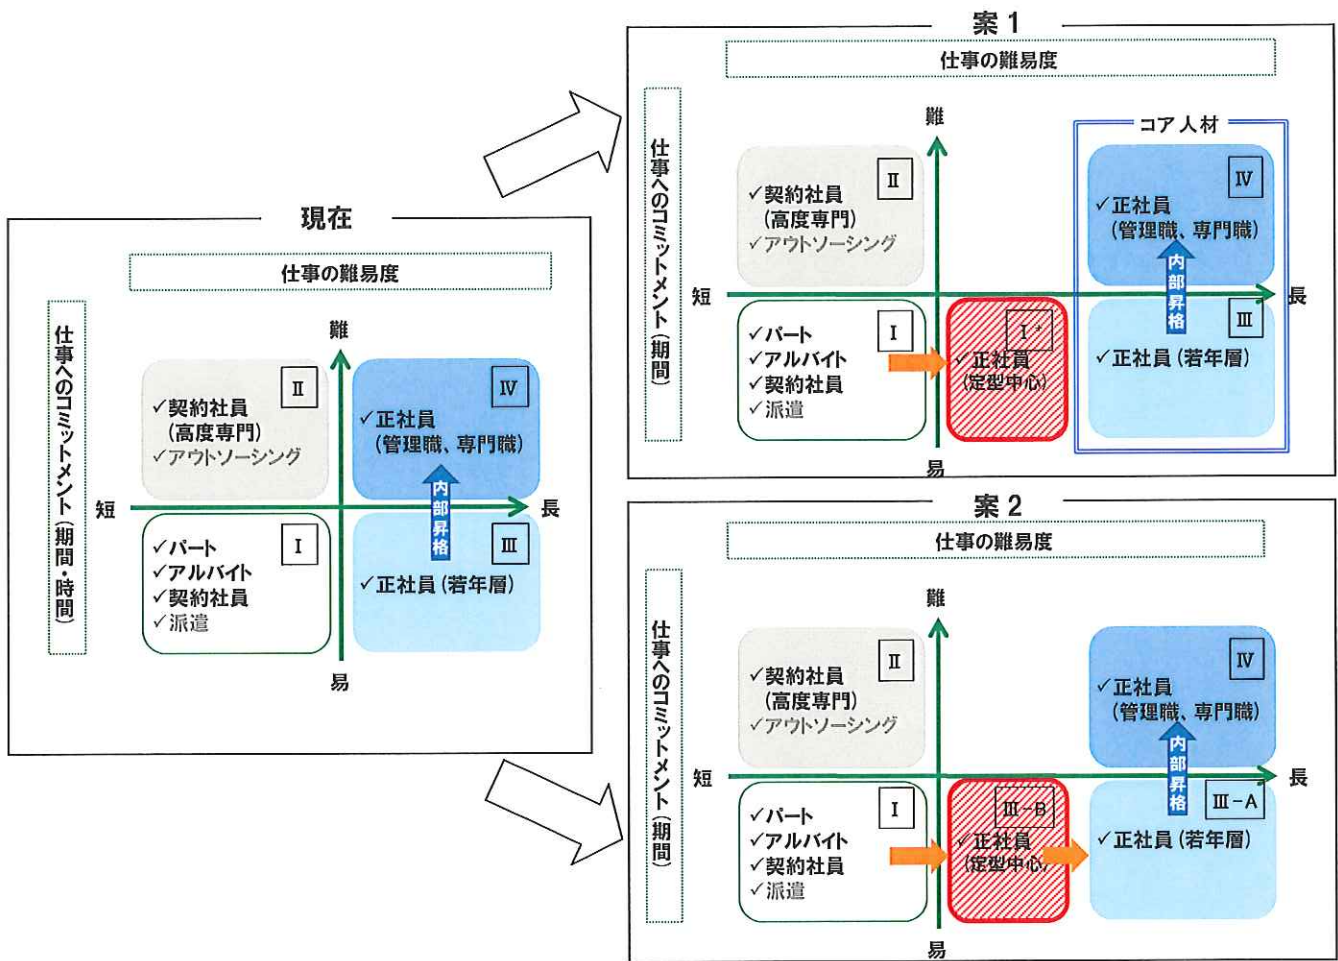 現在
仕事の難易度
仕事へのコミットメント(期間・時間)
難
易
短
長
Ⅱ
✓契約社員
(高度専門)
✓アウトソーシング
Ⅳ
✓正社員
(管理職、専門職)
内部昇格
Ⅰ
✓パート
✓アルバイト
✓契約社員
✓派遣
Ⅲ
✓正社員(若年層)
案1
仕事の難易度
仕事へのコミットメント(期間)
難
易
短
長
コア人材
Ⅱ
✓契約社員
(高度専門)
✓アウトソーシング
Ⅳ
✓正社員
(管理職、専門職)
内部昇格
Ⅰ
✓パート
✓アルバイト
✓契約社員
✓派遣
Ⅰ+
✓正社員
(定型中心)
Ⅲ
✓正社員(若年層)
案2
仕事の難易度
仕事へのコミットメント(期間)
難
易
短
長
Ⅱ
✓契約社員
(高度専門)
✓アウトソーシング
Ⅳ
✓正社員
(管理職、専門職)
内部昇格
Ⅰ
✓パート
✓アルバイト
✓契約社員
✓派遣
Ⅲ-B
✓正社員
(定型中心)
Ⅲ-A
✓正社員(若年層)